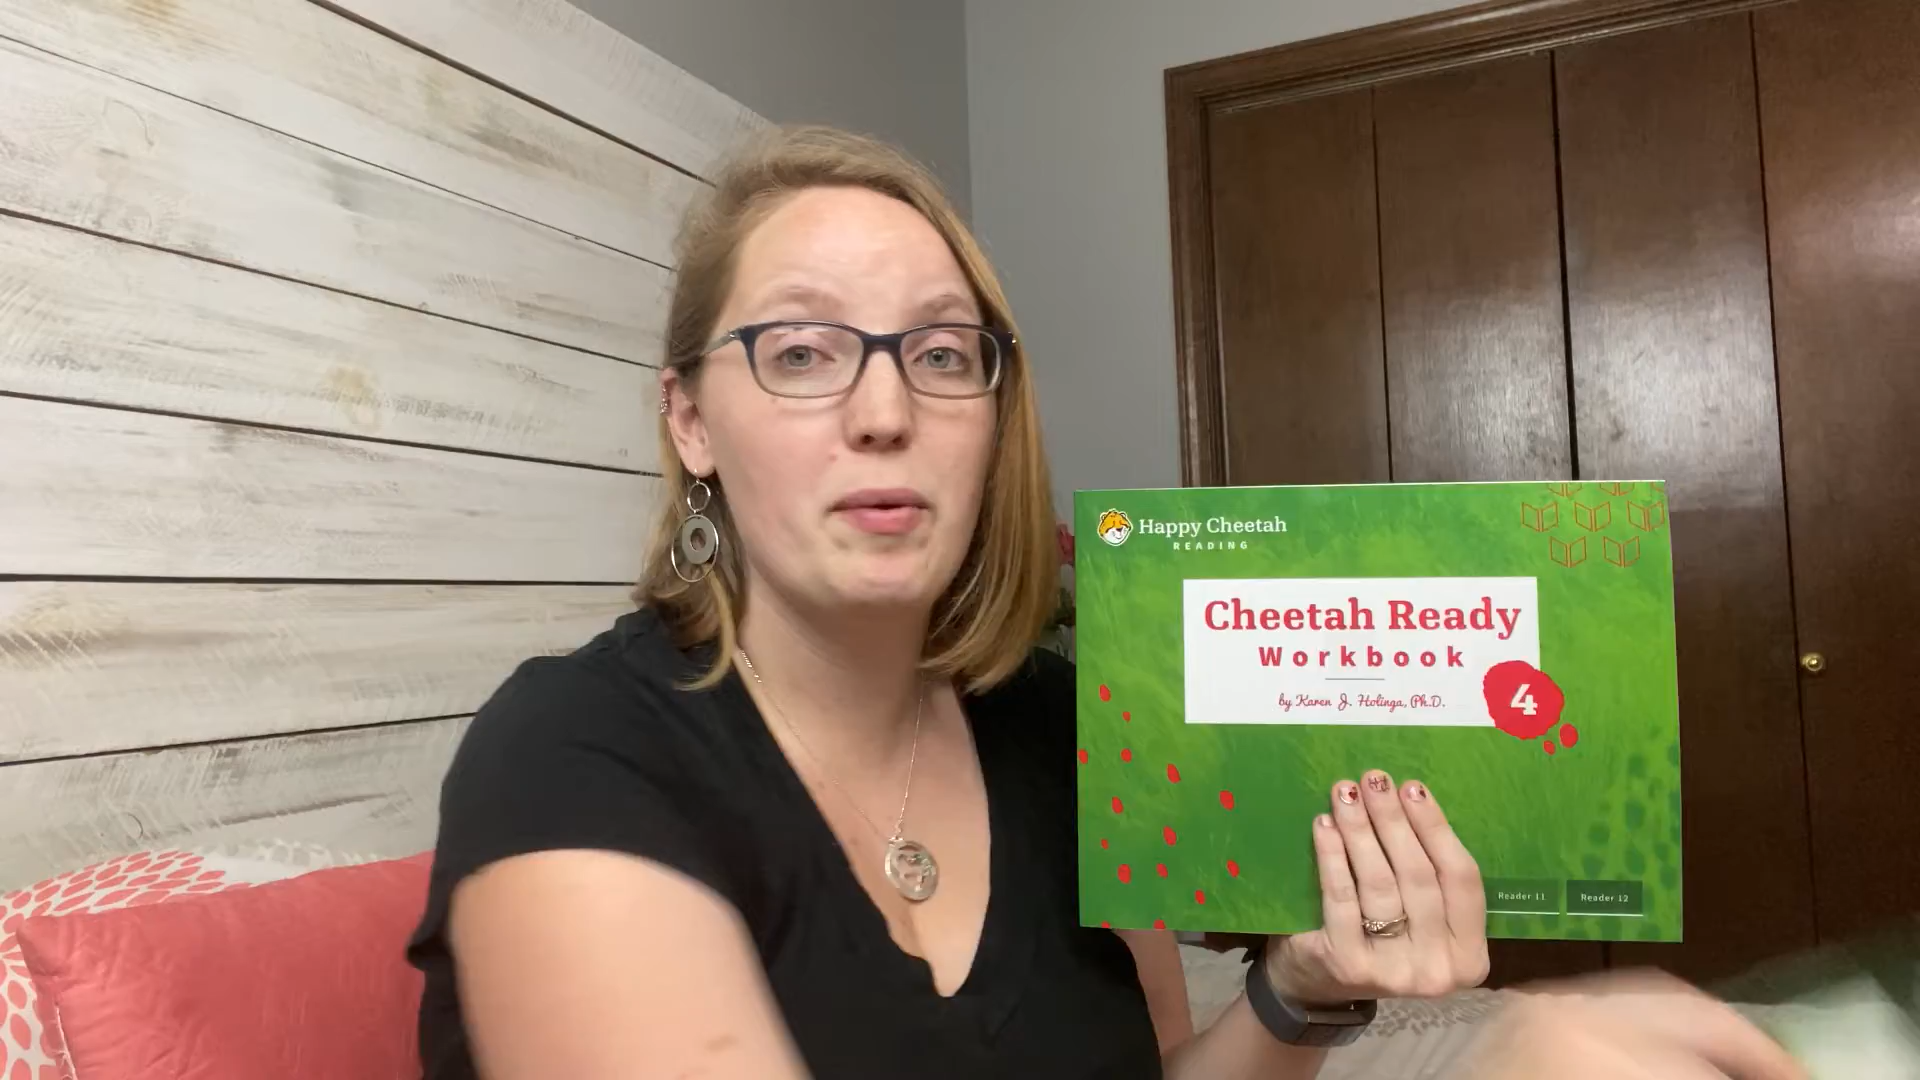 Happy Cheetah
READING
Cheetah Ready
Workbook
by Karen J. Holinga, Ph.D.
4
Reader 11
Reader 12